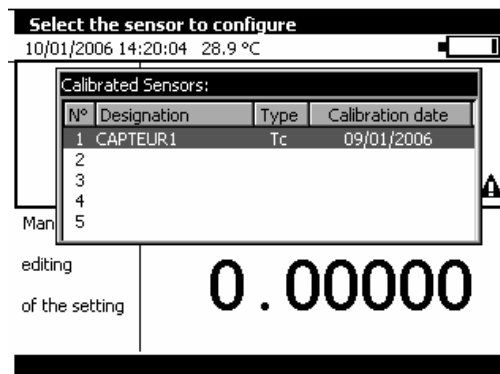 Select the sensor to configure
10/01/2006 14:20:04 28.9 °C
Calibrated Sensors:
N° Designation Type Calibration date
1 CAPTEUR1 Tc 09/01/2006
2
3
4
5
Man
editing
of the setting
0.00000